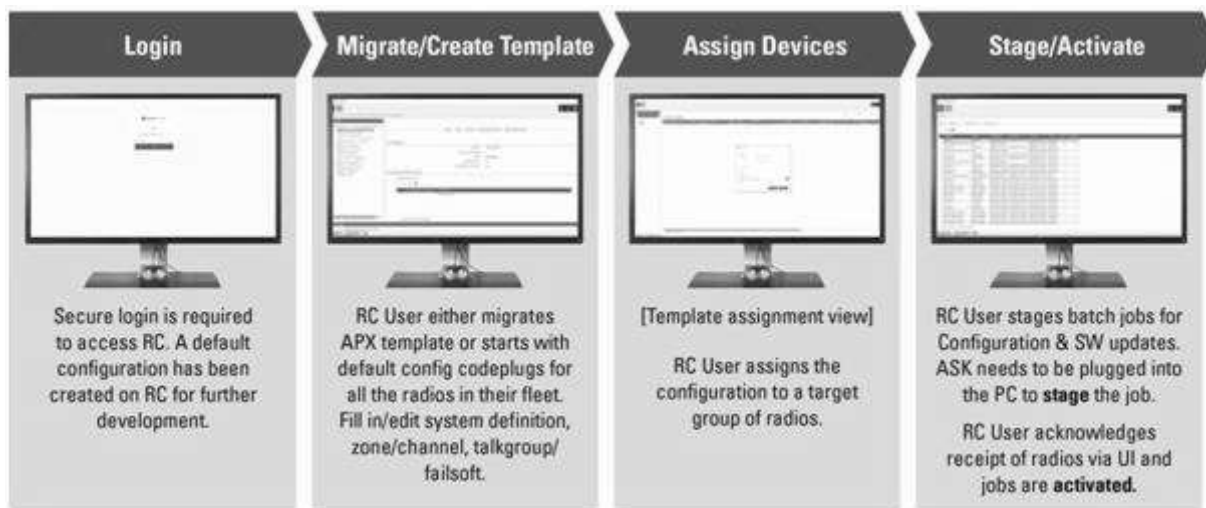 Login
Migrate/Create Template
Assign Devices
Stage/Activate
Secure login is required
to access RC. A default
configuration has been
created on RC for further
development.
RC User either migrates
APX template or starts with
default config codeplugs for
all the radios in their fleet.
Fill in/edit system definition,
zone/channel, talkgroup/
failsoft.
[Template assignment view]
RC User assigns the
configuration to a target
group of radios.
RC User stages batch jobs for
Configuration & SW updates.
ASK needs to be plugged into
the PC to stage the job.
RC User acknowledges
receipt of radios via UI and
jobs are activated.